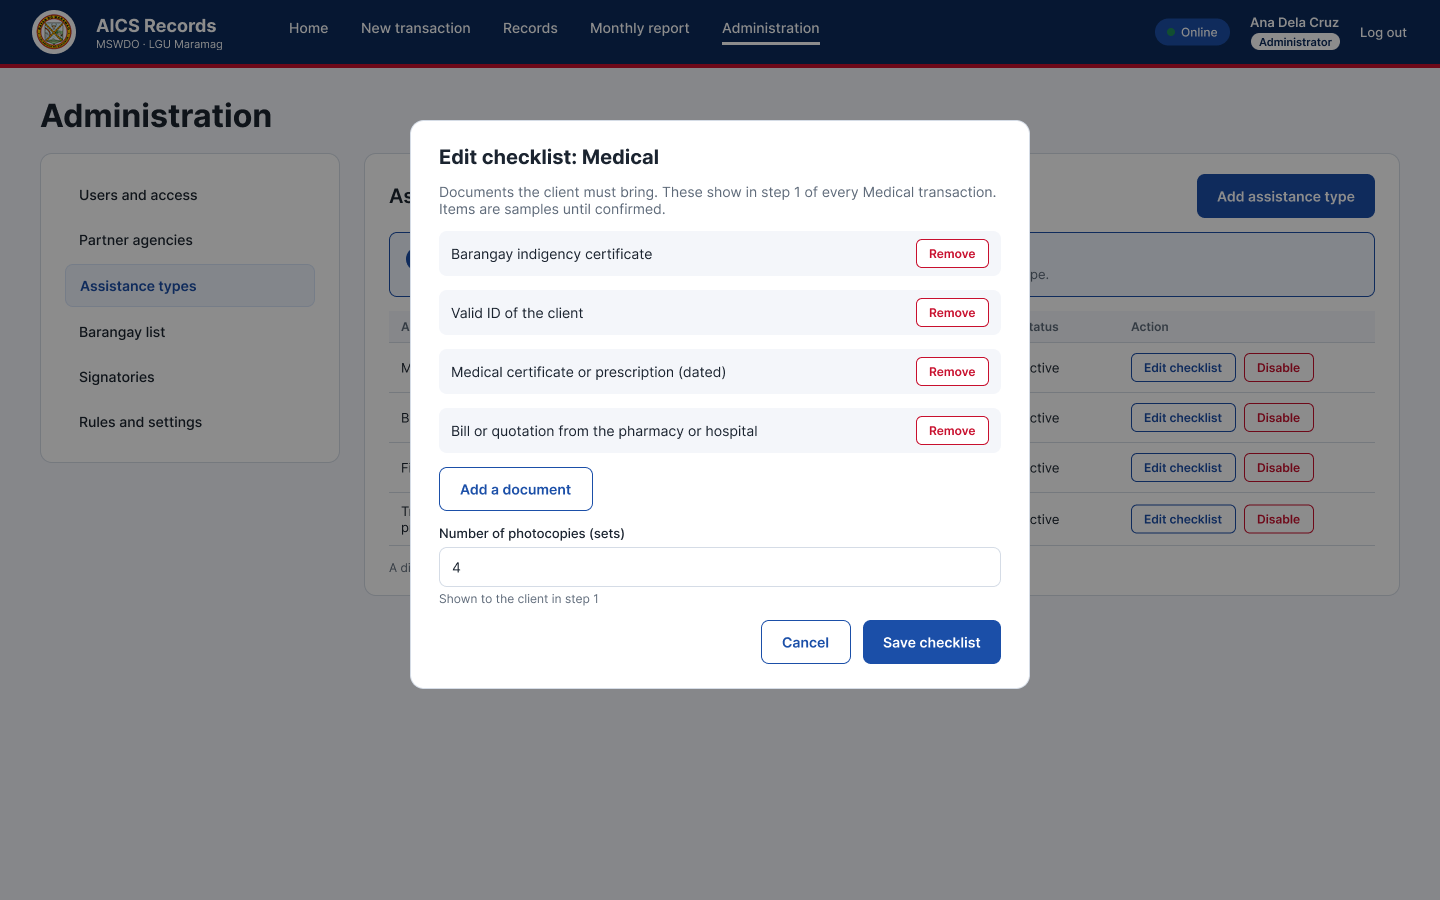 AICS Records
MSWDO · LGU Maramag
Home
New transaction
Records
Monthly report
Administration
Online
Ana Dela Cruz
Administrator
Log out
Administration
Users and access
Partner agencies
Assistance types
Barangay list
Signatories
Rules and settings
Add assistance type
Action
Edit checklist
Disable
Edit checklist
Disable
Edit checklist
Disable
Edit checklist
Disable
Edit checklist: Medical
Documents the client must bring. These show in step 1 of every Medical transaction.
Items are samples until confirmed.
Barangay indigency certificate
Remove
Valid ID of the client
Remove
Medical certificate or prescription (dated)
Remove
Bill or quotation from the pharmacy or hospital
Remove
Add a document
Number of photocopies (sets)
4
Shown to the client in step 1
Cancel
Save checklist